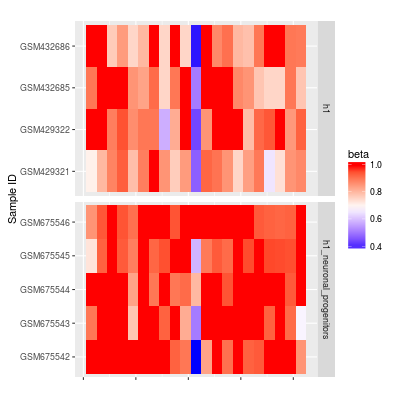 GSM432686
GSM432685
GSM429322
GSM429321
h1
GSM675546
GSM675545
GSM675544
GSM675543
GSM675542
h1_neuronal_progenitors
Sample ID
beta
1.0
0.8
0.6
0.4